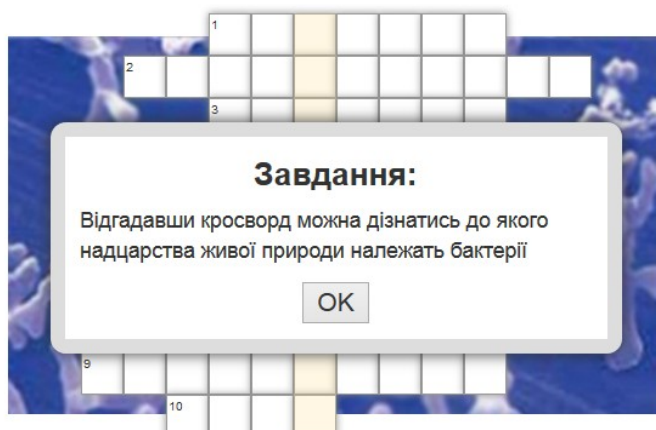 1
2
3
Завдання:
Відгадавши кросворд можна дізнатись до якого
надцарства живої природи належать бактерії
OK
9
10